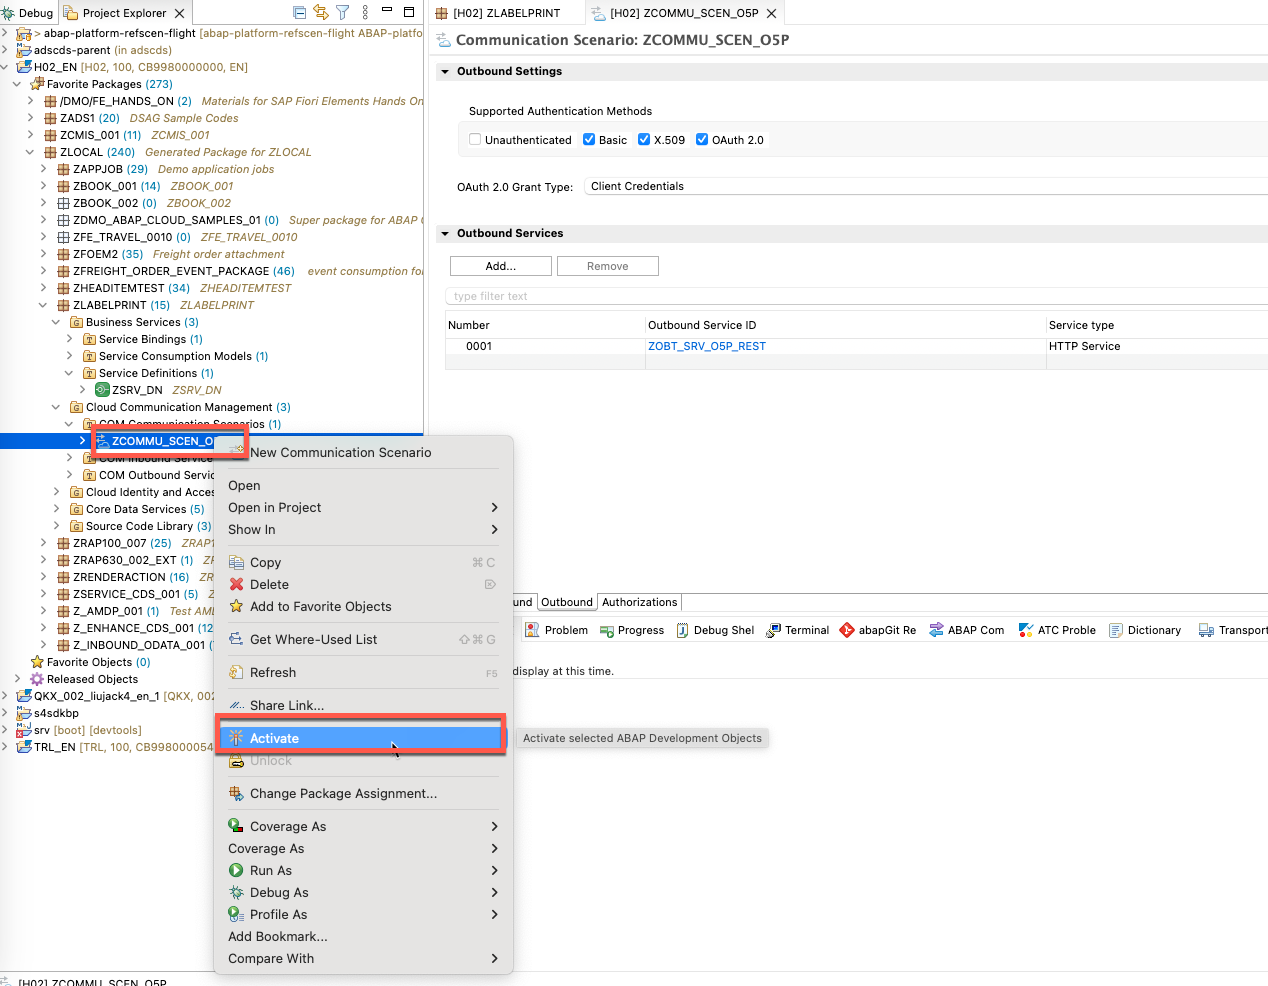 Debug
Project Explorer
> abap-platform-refscen-flight [abap-platform-refscen-flight ABAP-platfo
adscds-parent (in adscds)
H02_EN [H02, 100, CB9980000000, EN]
Favorite Packages (273)
/DMO/FE_HANDS_ON (2) Materials for SAP Fiori Elements Hands On
ZADS1 (20) DSAG Sample Codes
ZCMIS_001 (11) ZCMIS_001
ZLOCAL (240) Generated Package for ZLOCAL
ZAPPJOB (29) Demo application jobs
ZBOOK_001 (14) ZBOOK_001
ZBOOK_002 (0) ZBOOK_002
ZDMO_ABAP_CLOUD_SAMPLES_01 (0) Super package for ABAP C
ZFE_TRAVEL_0010 (0) ZFE_TRAVEL_0010
ZFOEM2 (35) Freight order attachment
ZFREIGHT_ORDER_EVENT_PACKAGE (46) event consumption fo
ZHEADITEMTEST (34) ZHEADITEMTEST
ZLABELPRINT (15) ZLABELPRINT
Business Services (3)
Service Bindings (1)
Service Consumption Models (1)
Service Definitions (1)
ZSRV_DN ZSRV_DN
Cloud Communication Management (3)
COM Communication Scenarios (1)
ZCOMMU_SCEN_O
COM Inbound Service
COM Outbound Servic
Cloud Identity and Acces
Core Data Services (5)
Source Code Library (3)
ZRAP100_007 (25) ZRAP1
ZRAP630_002_EXT (1) ZR
ZRENDERACTION (16) ZR
ZSERVICE_CDS_001 (5) Z
Z_AMDP_001 (1) Test AM
Z_ENHANCE_CDS_001 (12
Z_INBOUND_ODATA_001 (
Favorite Objects (0)
Released Objects
QKX_002_liujack4_en_1 [QKX, 002
s4sdkbp
srv [boot] [devtools]
TRL_EN [TRL, 100, CB998000054
[H02] ZCOMMU_SCEN_O5P
New Communication Scenario
Open
Open in Project
Show In
Copy ⌘ C
Delete ⌦
Add to Favorite Objects
Get Where-Used List ⇧ ⌘ G
Refresh F5
Share Link...
Activate
Unlock
Change Package Assignment...
Coverage As
Coverage As
Run As
Debug As
Profile As
Add Bookmark...
Compare With
Activate selected ABAP Development Objects
[H02] ZLABELPRINT
[H02] ZCOMMU_SCEN_O5P
Communication Scenario: ZCOMMU_SCEN_O5P
Outbound Settings
Supported Authentication Methods
Unauthenticated Basic X.509 OAuth 2.0
OAuth 2.0 Grant Type: Client Credentials
Outbound Services
Add... Remove
type filter text
Number Outbound Service ID Service type
0001 ZOBT_SRV_O5P_REST HTTP Service
und Outbound Authorizations
Problem Progress Debug Shel Terminal abapGit Re ABAP Com ATC Proble Dictionary Transport
display at this time.